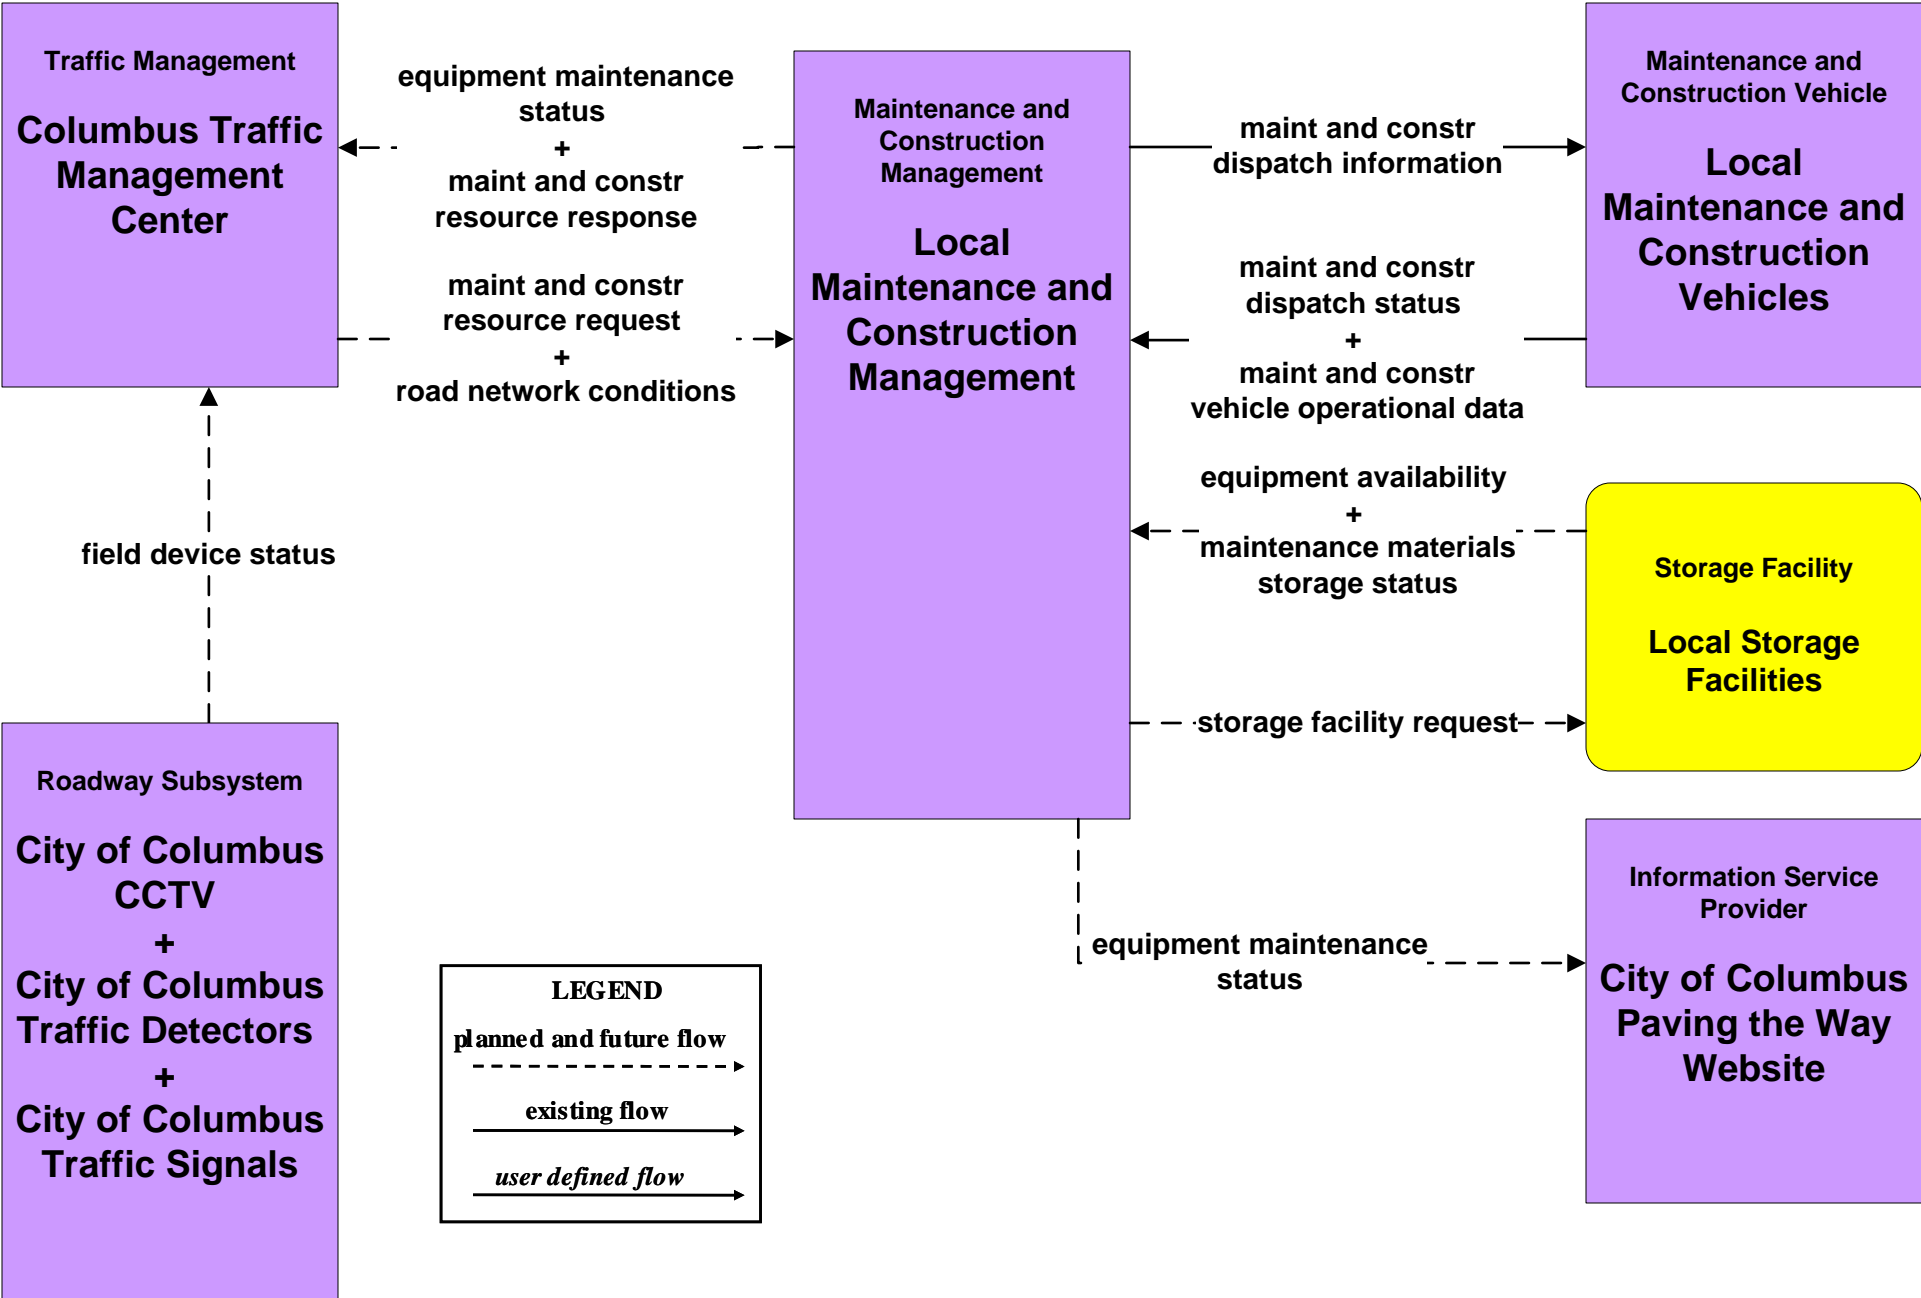 Traffic Management
Columbus Traffic
Management
Center
equipment maintenance
status
+
maint and constr
resource response
maint and constr
resource request
+
road network conditions
Maintenance and
Construction
Management
Local
Maintenance and
Construction
Management
maint and constr
dispatch information
maint and constr
dispatch status
+
maint and constr
vehicle operational data
Maintenance and
Construction Vehicle
Local
Maintenance and
Construction
Vehicles
equipment availability
+
maintenance materials
storage status
storage facility request
Storage Facility
Local Storage
Facilities
field device status
Roadway Subsystem
City of Columbus
CCTV
+
City of Columbus
Traffic Detectors
+
City of Columbus
Traffic Signals
LEGEND
planned and future flow
existing flow
user defined flow
equipment maintenance
status
Information Service
Provider
City of Columbus
Paving the Way
Website